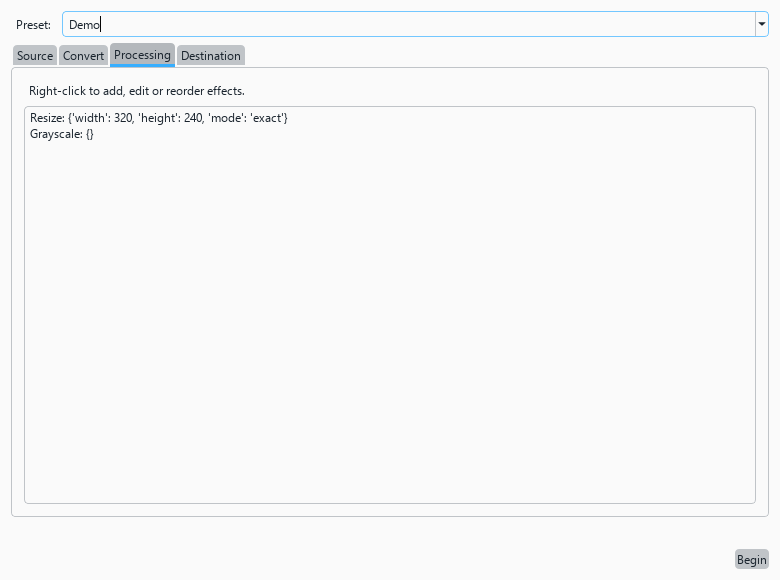 Preset: Demo
Source Convert Processing Destination
Right-click to add, edit or reorder effects.
Resize: {'width': 320, 'height': 240, 'mode': 'exact'}
Grayscale: {}
Begin